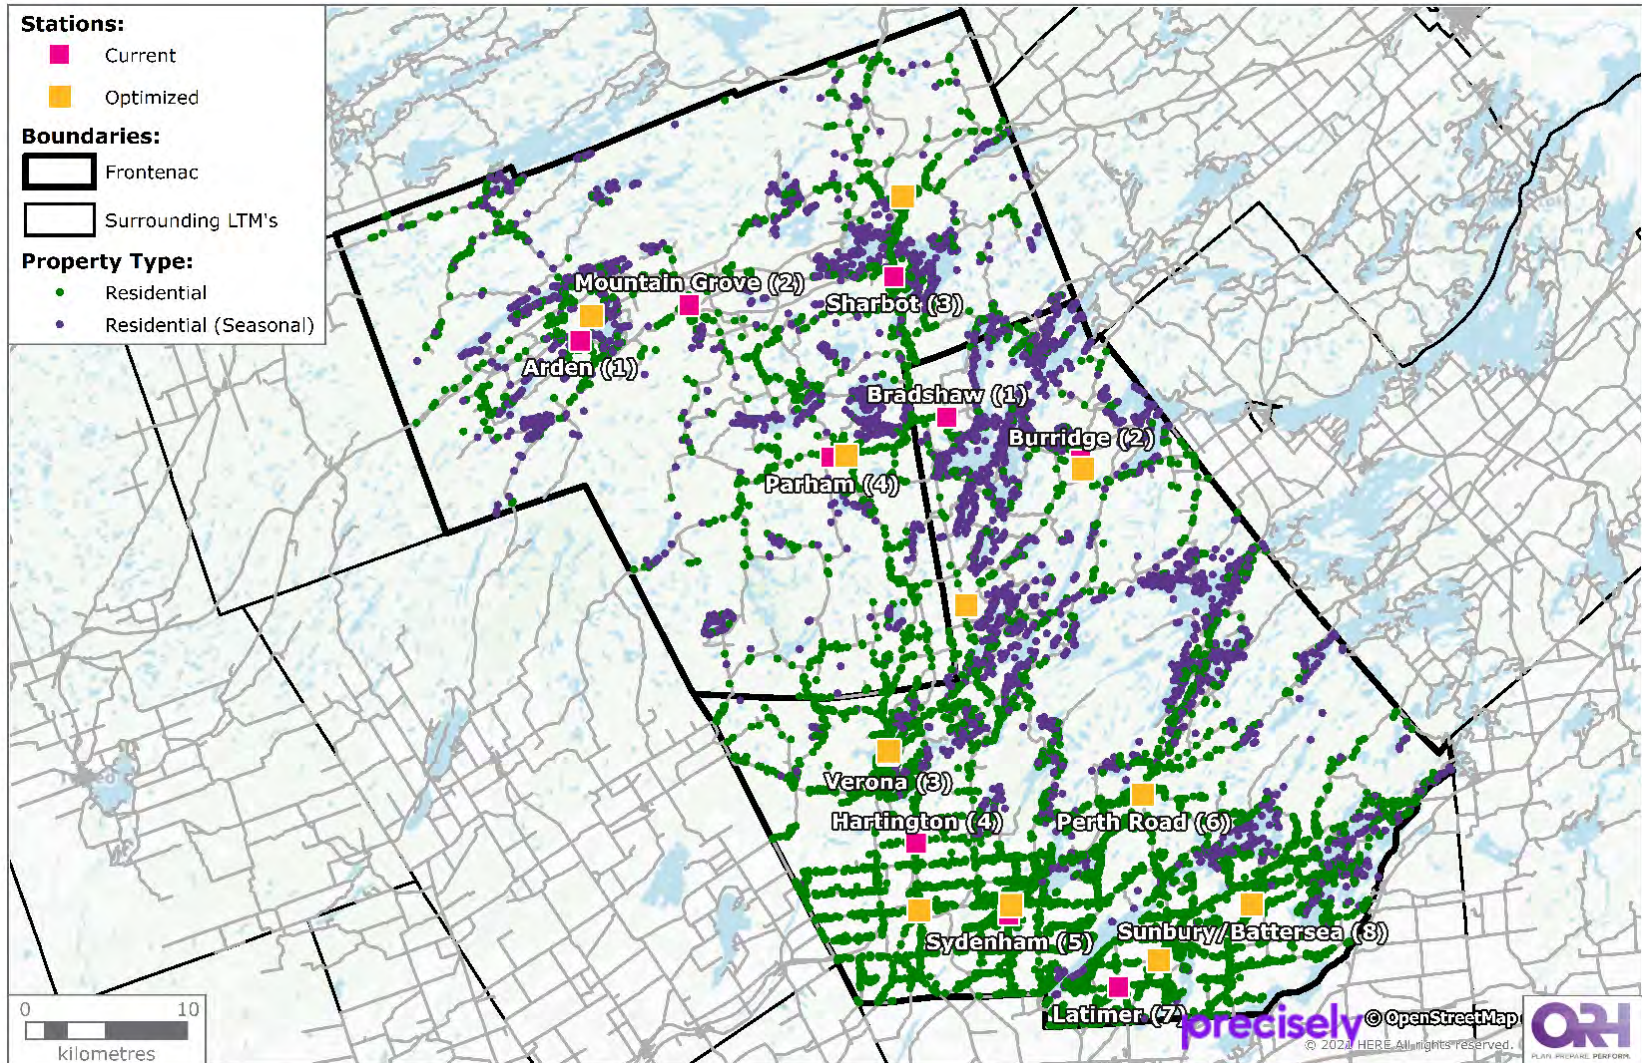 Stations:
Current
Optimized
Boundaries:
Frontenac
Surrounding LTM's
Property Type:
Residential
Residential (Seasonal)
Mountain Grove (2)
Sharbot (3)
Arden (1)
Bradshaw (1)
Burridge (2)
Parham (4)
Verona (3)
Hartington (4)
Perth Road (6)
Sydenham (5)
Sunbury/Battersea (8)
Latimer (7)
0 10
kilometres
precisely
© OpenStreetMap
© 2021 HERE All rights reserved.
ORH
PLAN. PREPARE. PERFORM